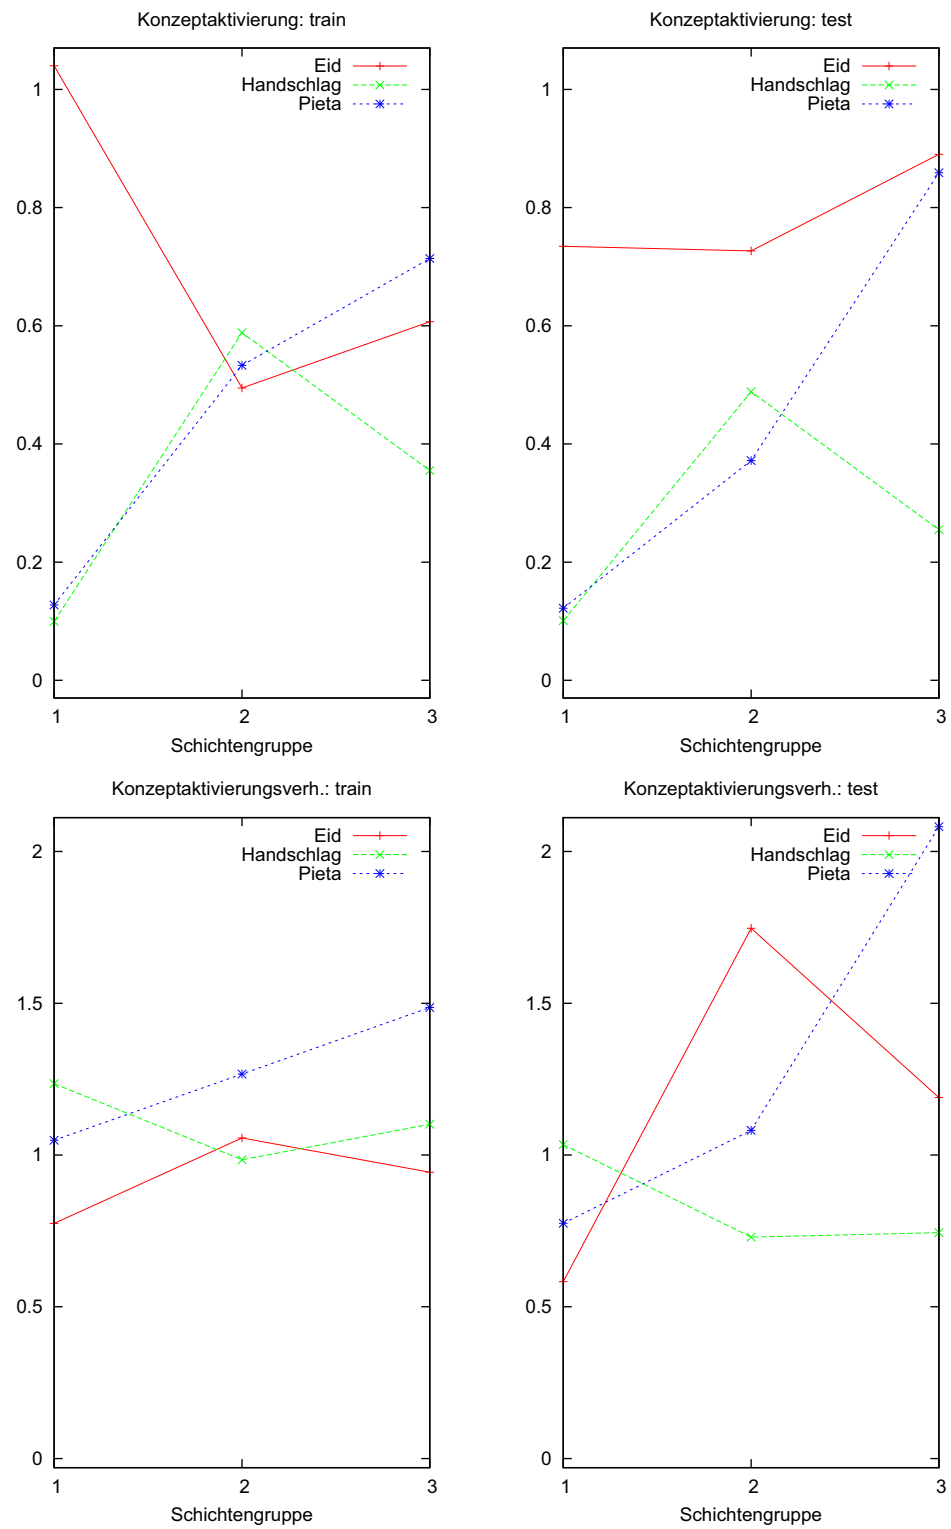 Konzeptaktivierung: train
Eid
Handschlag
Pieta
1
0.8
0.6
0.4
0.2
0
1 2 3
Schichtengruppe
Konzeptaktivierung: test
Eid
Handschlag
Pieta
1
0.8
0.6
0.4
0.2
0
1 2 3
Schichtengruppe
Konzeptaktivierungsverh.: train
Eid
Handschlag
Pieta
2
1.5
1
0.5
0
1 2 3
Schichtengruppe
Konzeptaktivierungsverh.: test
Eid
Handschlag
Pieta
2
1.5
1
0.5
0
1 2 3
Schichtengruppe